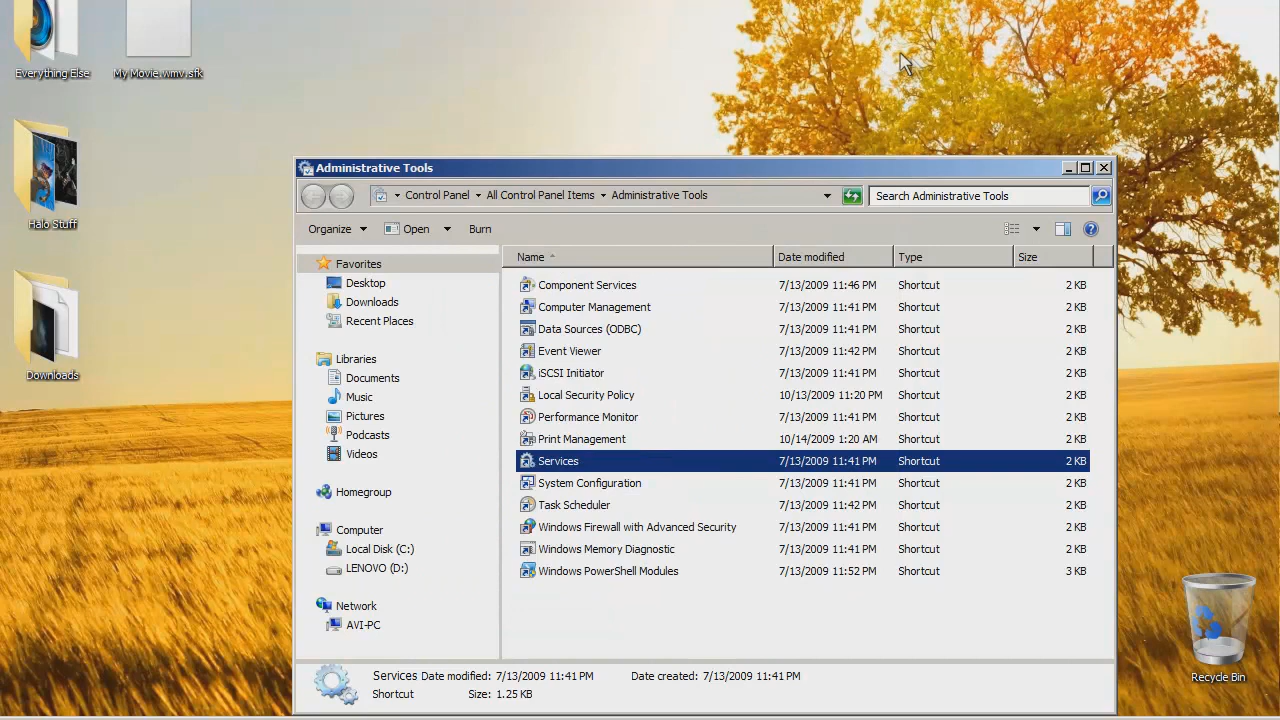 Everything Else
My Movie.wmv.sfk
Halo Stuff
Downloads
Administrative Tools
Control Panel All Control Panel Items Administrative Tools
Search Administrative Tools
Organize Open Burn
Name Date modified Type Size
Favorites
Desktop
Downloads
Recent Places
Libraries
Documents
Music
Pictures
Podcasts
Videos
Homegroup
Computer
Local Disk (C:)
LENOVO (D:)
Network
AVI-PC
Component Services 7/13/2009 11:46 PM Shortcut 2 KB
Computer Management 7/13/2009 11:41 PM Shortcut 2 KB
Data Sources (ODBC) 7/13/2009 11:41 PM Shortcut 2 KB
Event Viewer 7/13/2009 11:42 PM Shortcut 2 KB
iSCSI Initiator 7/13/2009 11:41 PM Shortcut 2 KB
Local Security Policy 10/13/2009 11:20 PM Shortcut 2 KB
Performance Monitor 7/13/2009 11:41 PM Shortcut 2 KB
Print Management 10/14/2009 1:20 AM Shortcut 2 KB
Services 7/13/2009 11:41 PM Shortcut 2 KB
System Configuration 7/13/2009 11:41 PM Shortcut 2 KB
Task Scheduler 7/13/2009 11:42 PM Shortcut 2 KB
Windows Firewall with Advanced Security 7/13/2009 11:41 PM Shortcut 2 KB
Windows Memory Diagnostic 7/13/2009 11:41 PM Shortcut 2 KB
Windows PowerShell Modules 7/13/2009 11:52 PM Shortcut 3 KB
Services Date modified: 7/13/2009 11:41 PM Date created: 7/13/2009 11:41 PM
Shortcut Size: 1.25 KB
Recycle Bin